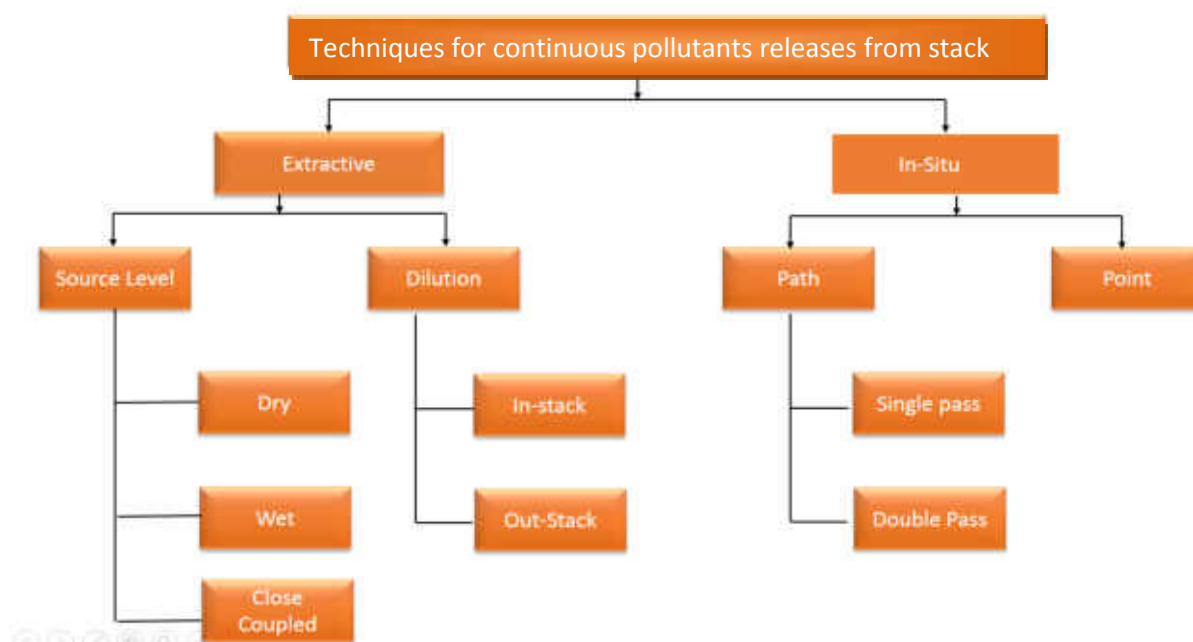 Techniques for continuous pollutants releases from stack
Extractive
In-Situ
Source Level
Dilution
Path
Point
Dry
In-stack
Single pass
Wet
Out-Stack
Double Pass
Close
Coupled